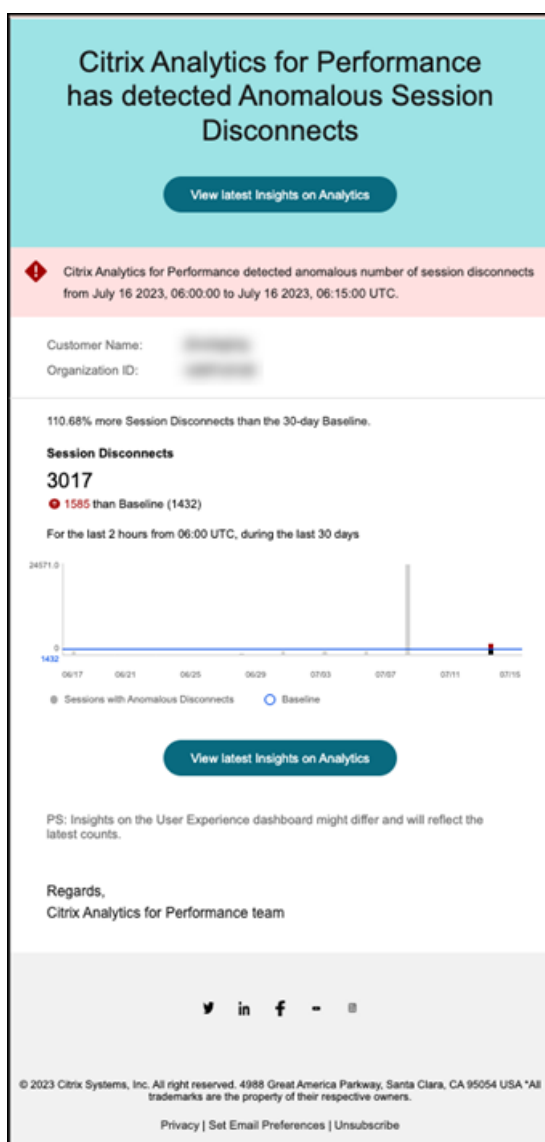 Citrix Analytics for Performance
has detected Anomalous Session
Disconnects
View latest Insights on Analytics
Citrix Analytics for Performance detected anomalous number of session disconnects
from July 16 2023, 06:00:00 to July 16 2023, 06:15:00 UTC.
Customer Name:
Organization ID:
110.68% more Session Disconnects than the 30-day Baseline.
Session Disconnects
3017
1585 than Baseline (1432)
For the last 2 hours from 06:00 UTC, during the last 30 days
24571.0
0
1432
06/17 06/21 06/25 06/29 07/03 07/07 07/11 07/15
Sessions with Anomalous Disconnects Baseline
View latest Insights on Analytics
PS: Insights on the User Experience dashboard might differ and will reflect the
latest counts.
Regards,
Citrix Analytics for Performance team
© 2023 Citrix Systems, Inc. All right reserved. 4988 Great America Parkway, Santa Clara, CA 95054 USA *All
trademarks are the property of their respective owners.
Privacy | Set Email Preferences | Unsubscribe